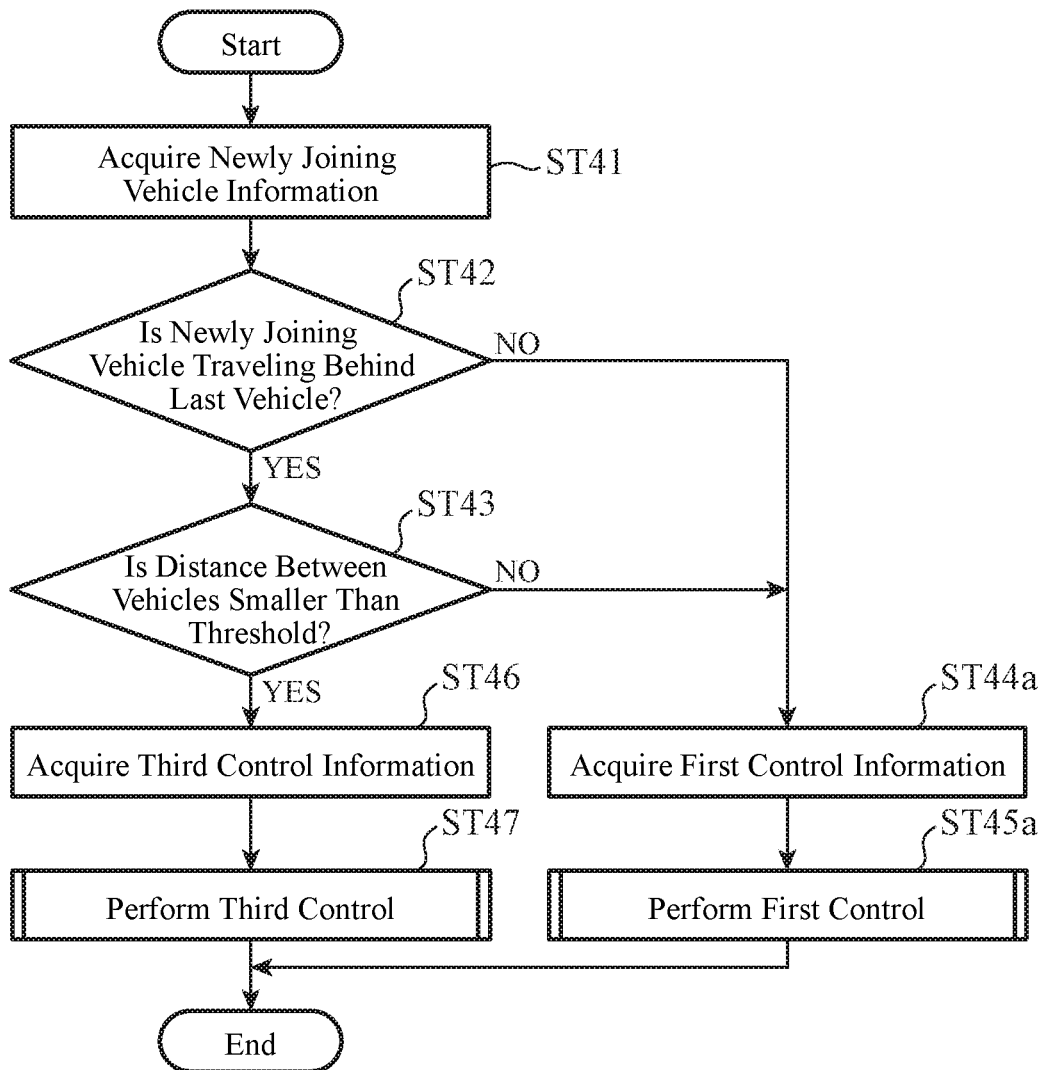 Start
Acquire Newly Joining
Vehicle Information
ST41
ST42
Is Newly Joining
Vehicle Traveling Behind
Last Vehicle?
NO
YES
ST43
Is Distance Between
Vehicles Smaller Than
Threshold?
NO
YES
ST46
Acquire Third Control Information
ST44a
Acquire First Control Information
ST47
Perform Third Control
ST45a
Perform First Control
End